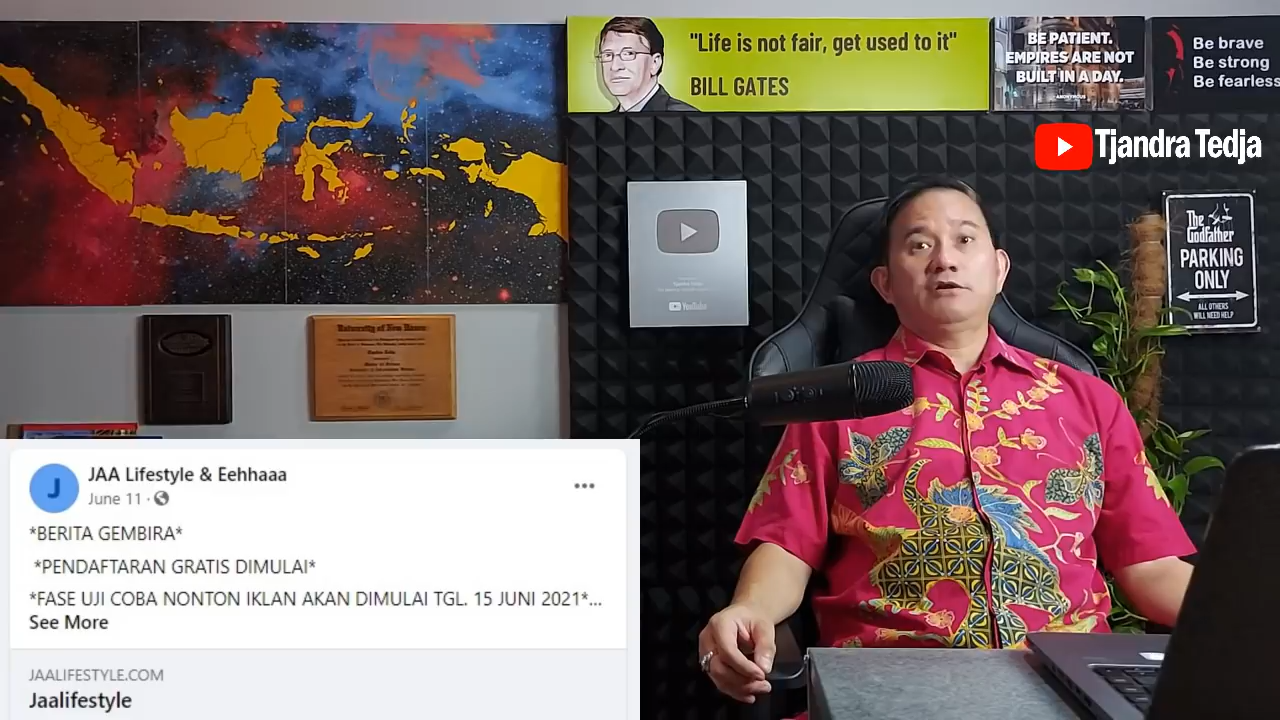 "Life is not fair, get used to it"
BILL GATES
BE PATIENT.
EMPIRES ARE NOT
BUILT IN A DAY.
ANONYMOUS
Be brave
Be strong
Be fearless
Tjandra Tedja
The
Godfather
PARKING
ONLY
ALL OTHERS
WILL NEED HELP
YouTube
JAA Lifestyle & Eehhaaa
June 11 ·
*BERITA GEMBIRA*
*PENDAFTARAN GRATIS DIMULAI*
*FASE UJI COBA NONTON IKLAN AKAN DIMULAI TGL. 15 JUNI 2021*...
See More
JAALIFESTYLE.COM
Jaalifestyle